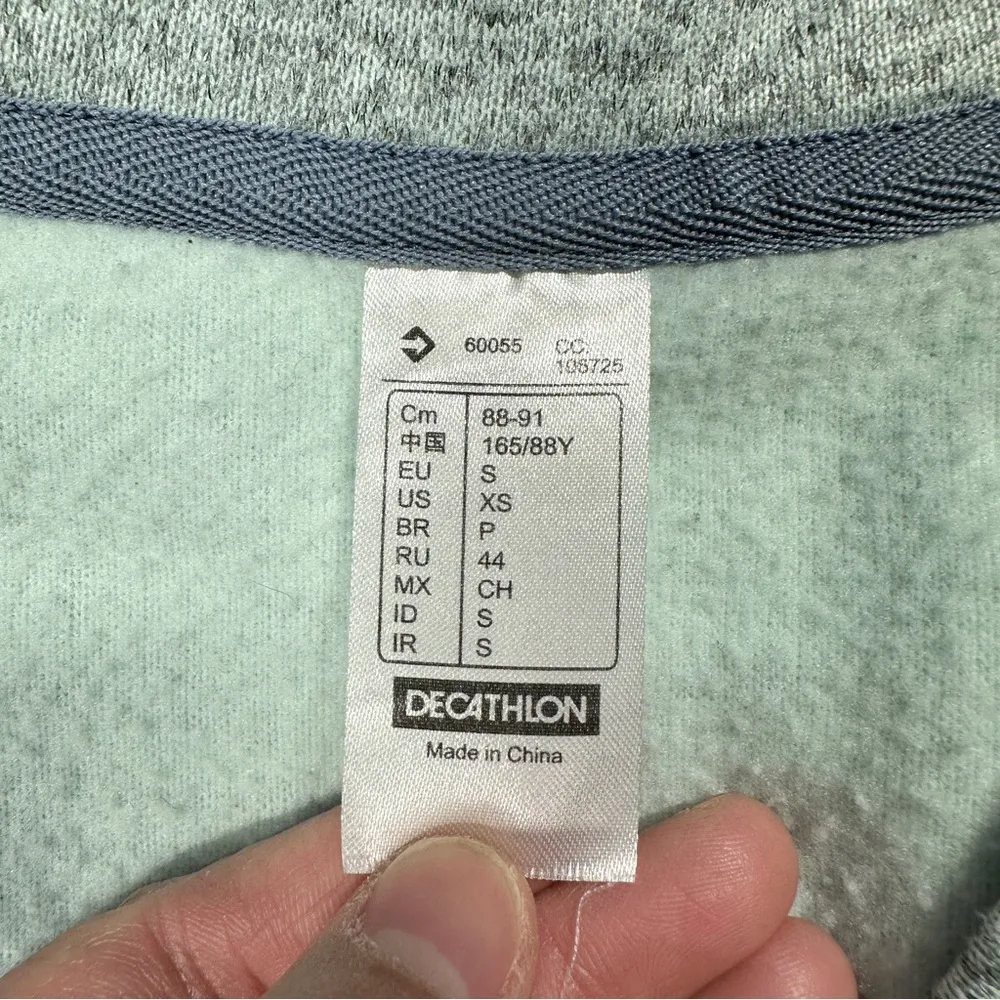 60055 CC.
108725
Cm 88-91
中国 165/88Y
EU S
US XS
BR P
RU 44
MX CH
ID S
IR S
DECATHLON
Made in China